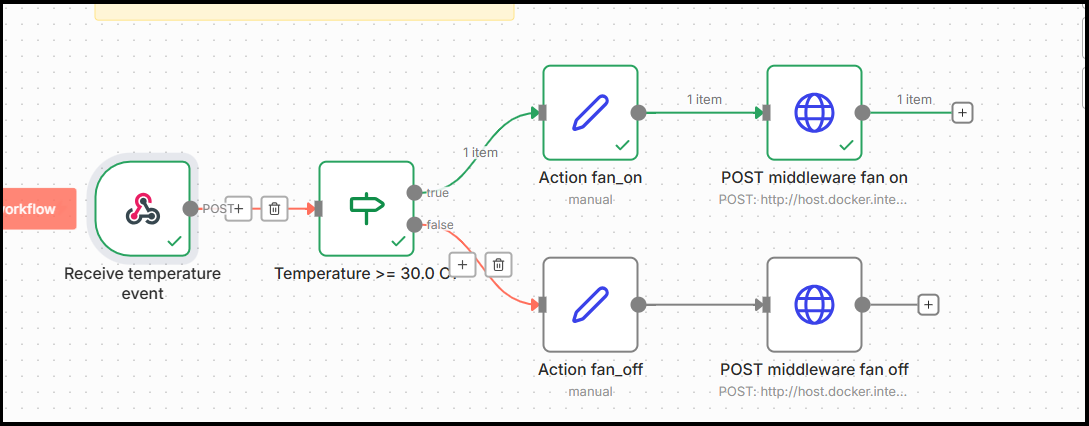 1 item
1 item
Action fan_on
manual
POST middleware fan on
POST: http://host.docker.inte...
1 item
true
false
workflow
POST
Receive temperature
event
Temperature >= 30.0 C
Action fan_off
manual
POST middleware fan off
POST: http://host.docker.inte...